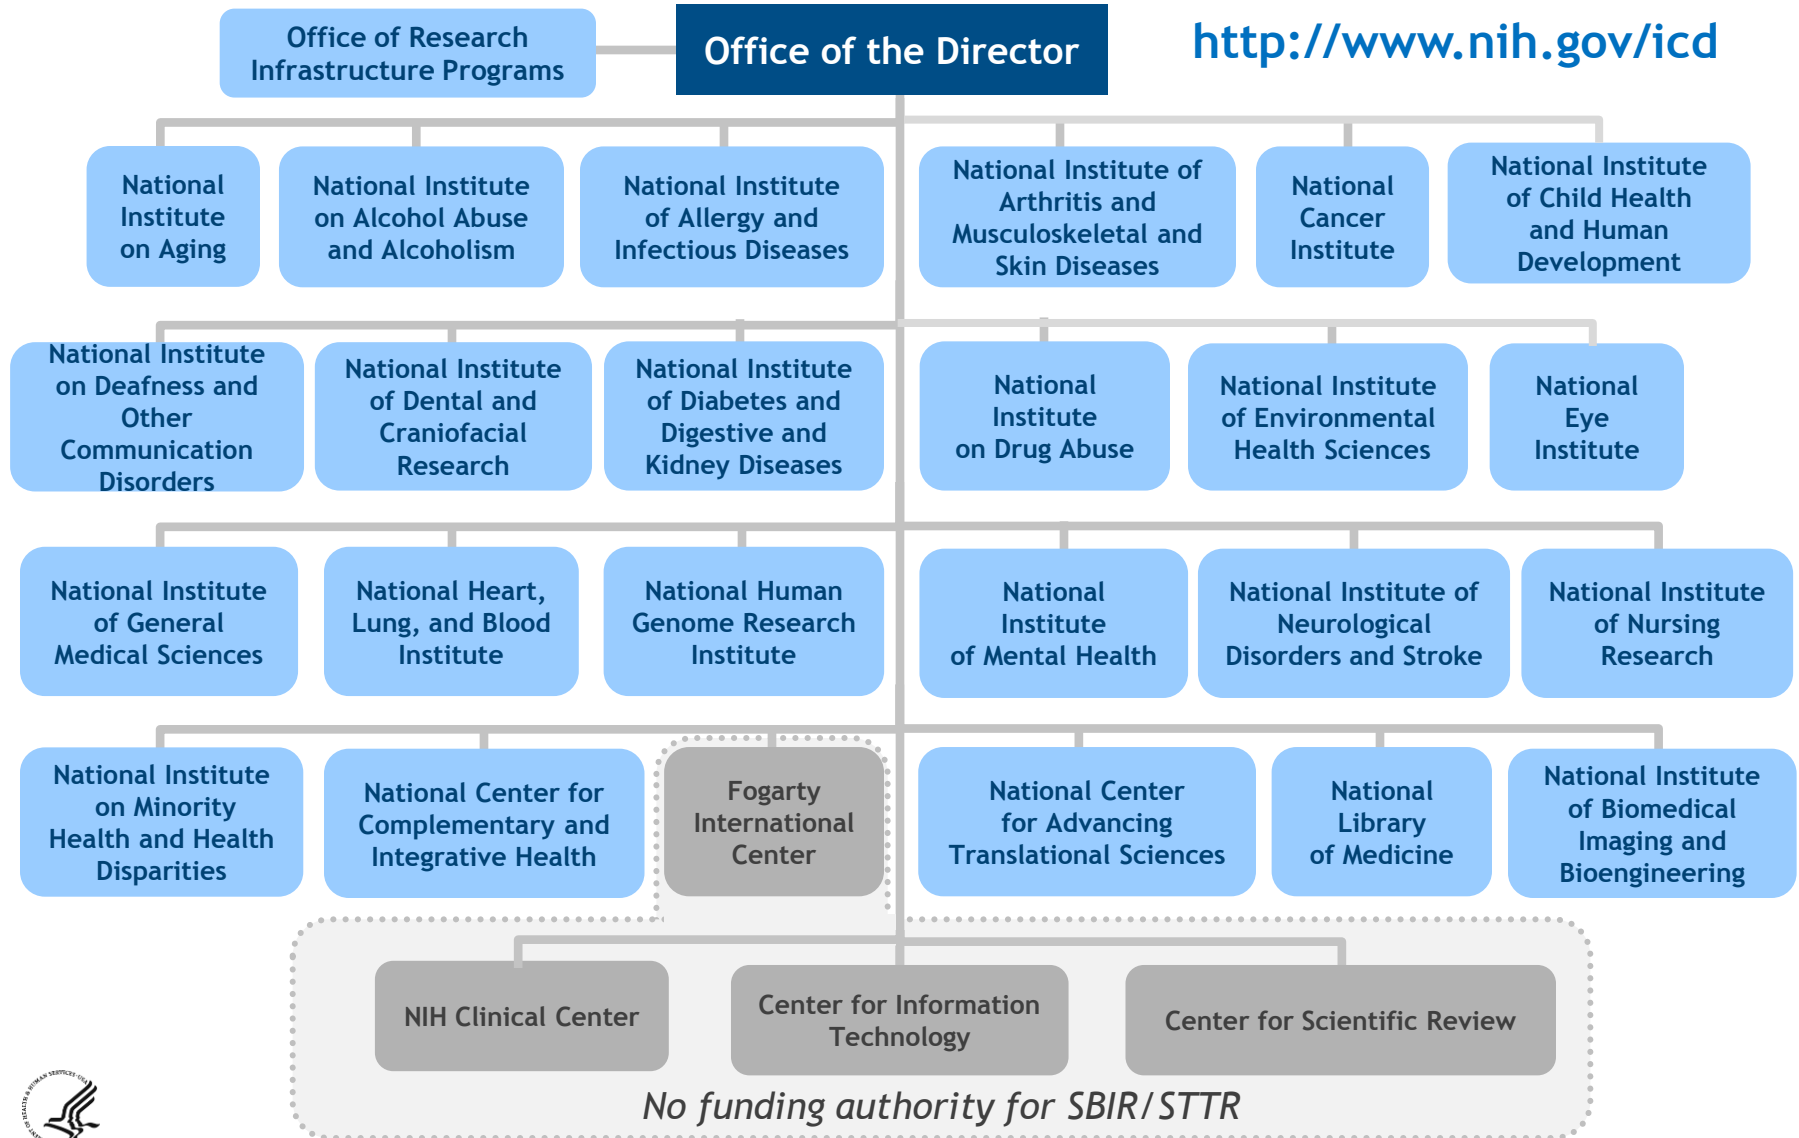 Office of Research
Infrastructure Programs
Office of the Director
http://www.nih.gov/icd
National
Institute
on Aging
National Institute
on Alcohol Abuse
and Alcoholism
National Institute
of Allergy and
Infectious Diseases
National Institute of
Arthritis and
Musculoskeletal and
Skin Diseases
National
Cancer
Institute
National Institute
of Child Health
and Human
Development
National Institute
on Deafness and
Other
Communication
Disorders
National Institute
of Dental and
Craniofacial
Research
National Institute
of Diabetes and
Digestive and
Kidney Diseases
National
Institute
on Drug Abuse
National Institute
of Environmental
Health Sciences
National
Eye
Institute
National Institute
of General
Medical Sciences
National Heart,
Lung, and Blood
Institute
National Human
Genome Research
Institute
National
Institute
of Mental Health
National Institute of
Neurological
Disorders and Stroke
National Institute
of Nursing
Research
National Institute
on Minority
Health and Health
Disparities
National Center for
Complementary and
Integrative Health
Fogarty
International
Center
National Center
for Advancing
Translational Sciences
National
Library
of Medicine
National Institute
of Biomedical
Imaging and
Bioengineering
NIH Clinical Center
Center for Information
Technology
Center for Scientific Review
No funding authority for SBIR/STTR